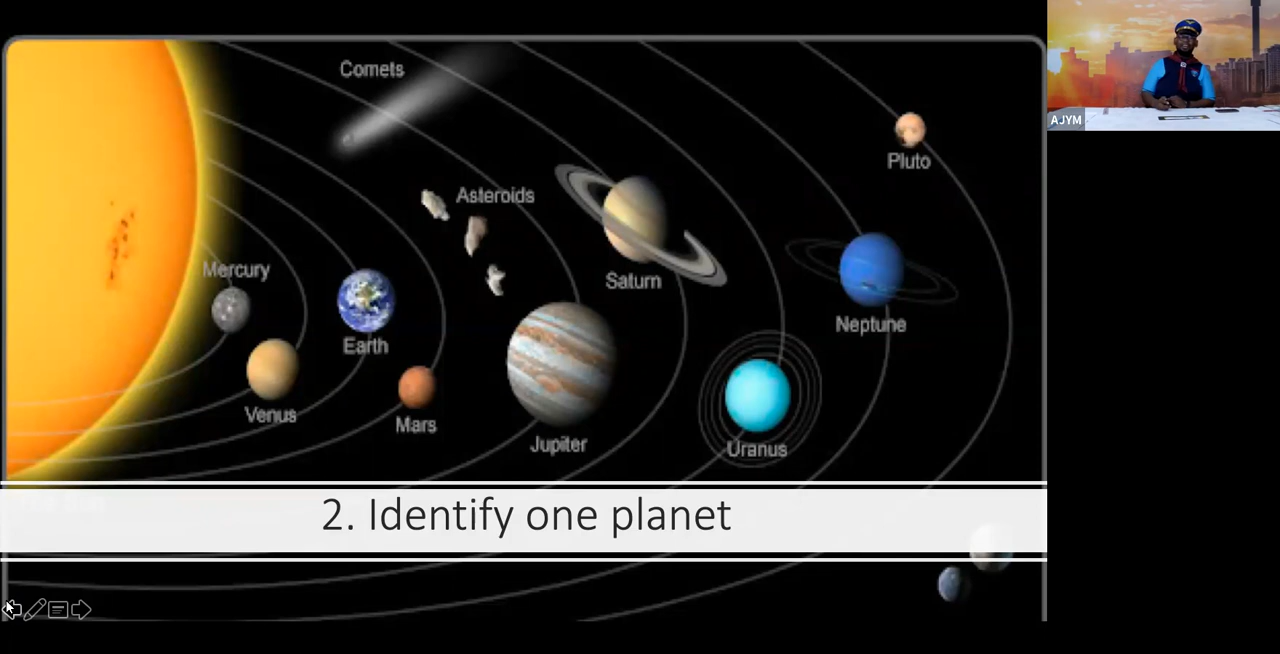 Comets
AJYM
Pluto
Asteroids
Mercury
Saturn
Neptune
Earth
Venus
Mars
Jupiter
Uranus
2. Identify one planet